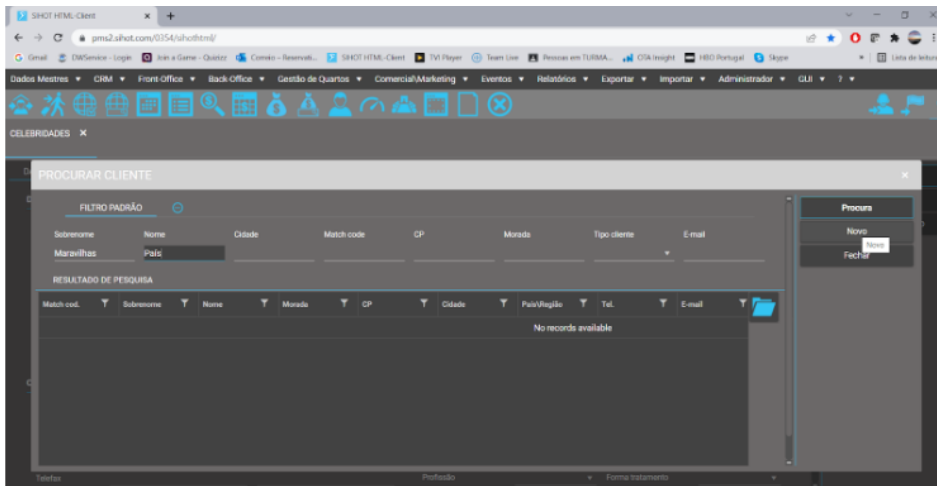 SIHOT HTML-Client
pms2.sihot.com/0354/sihothtml/
Gmail DWService - Login Join a Game - Quizizz Correio – Reservati... SIHOT HTML-Client TVI Player Team Live Pessoas em TURMA... OTA Insight HBO Portugal Skype Lista de leitura
Dados Mestres CRM Front-Office Back-Office Gestão de Quartos Comercial\Marketing Eventos Relatórios Exportar Importar Administrador GUI ?
CELEBRIDADES
PROCURAR CLIENTE
FILTRO PADRÃO
Procura
Sobrenome Nome Cidade Match code CP Morada Tipo cliente E-mail
Novo
Maravilhas País
Novo
Fechar
RESULTADO DE PESQUISA
Match-cod. Sobrenome Nome Morada CP Cidade País\Região Tel. E-mail
No records available
Telefax Profissão Forma tratamento